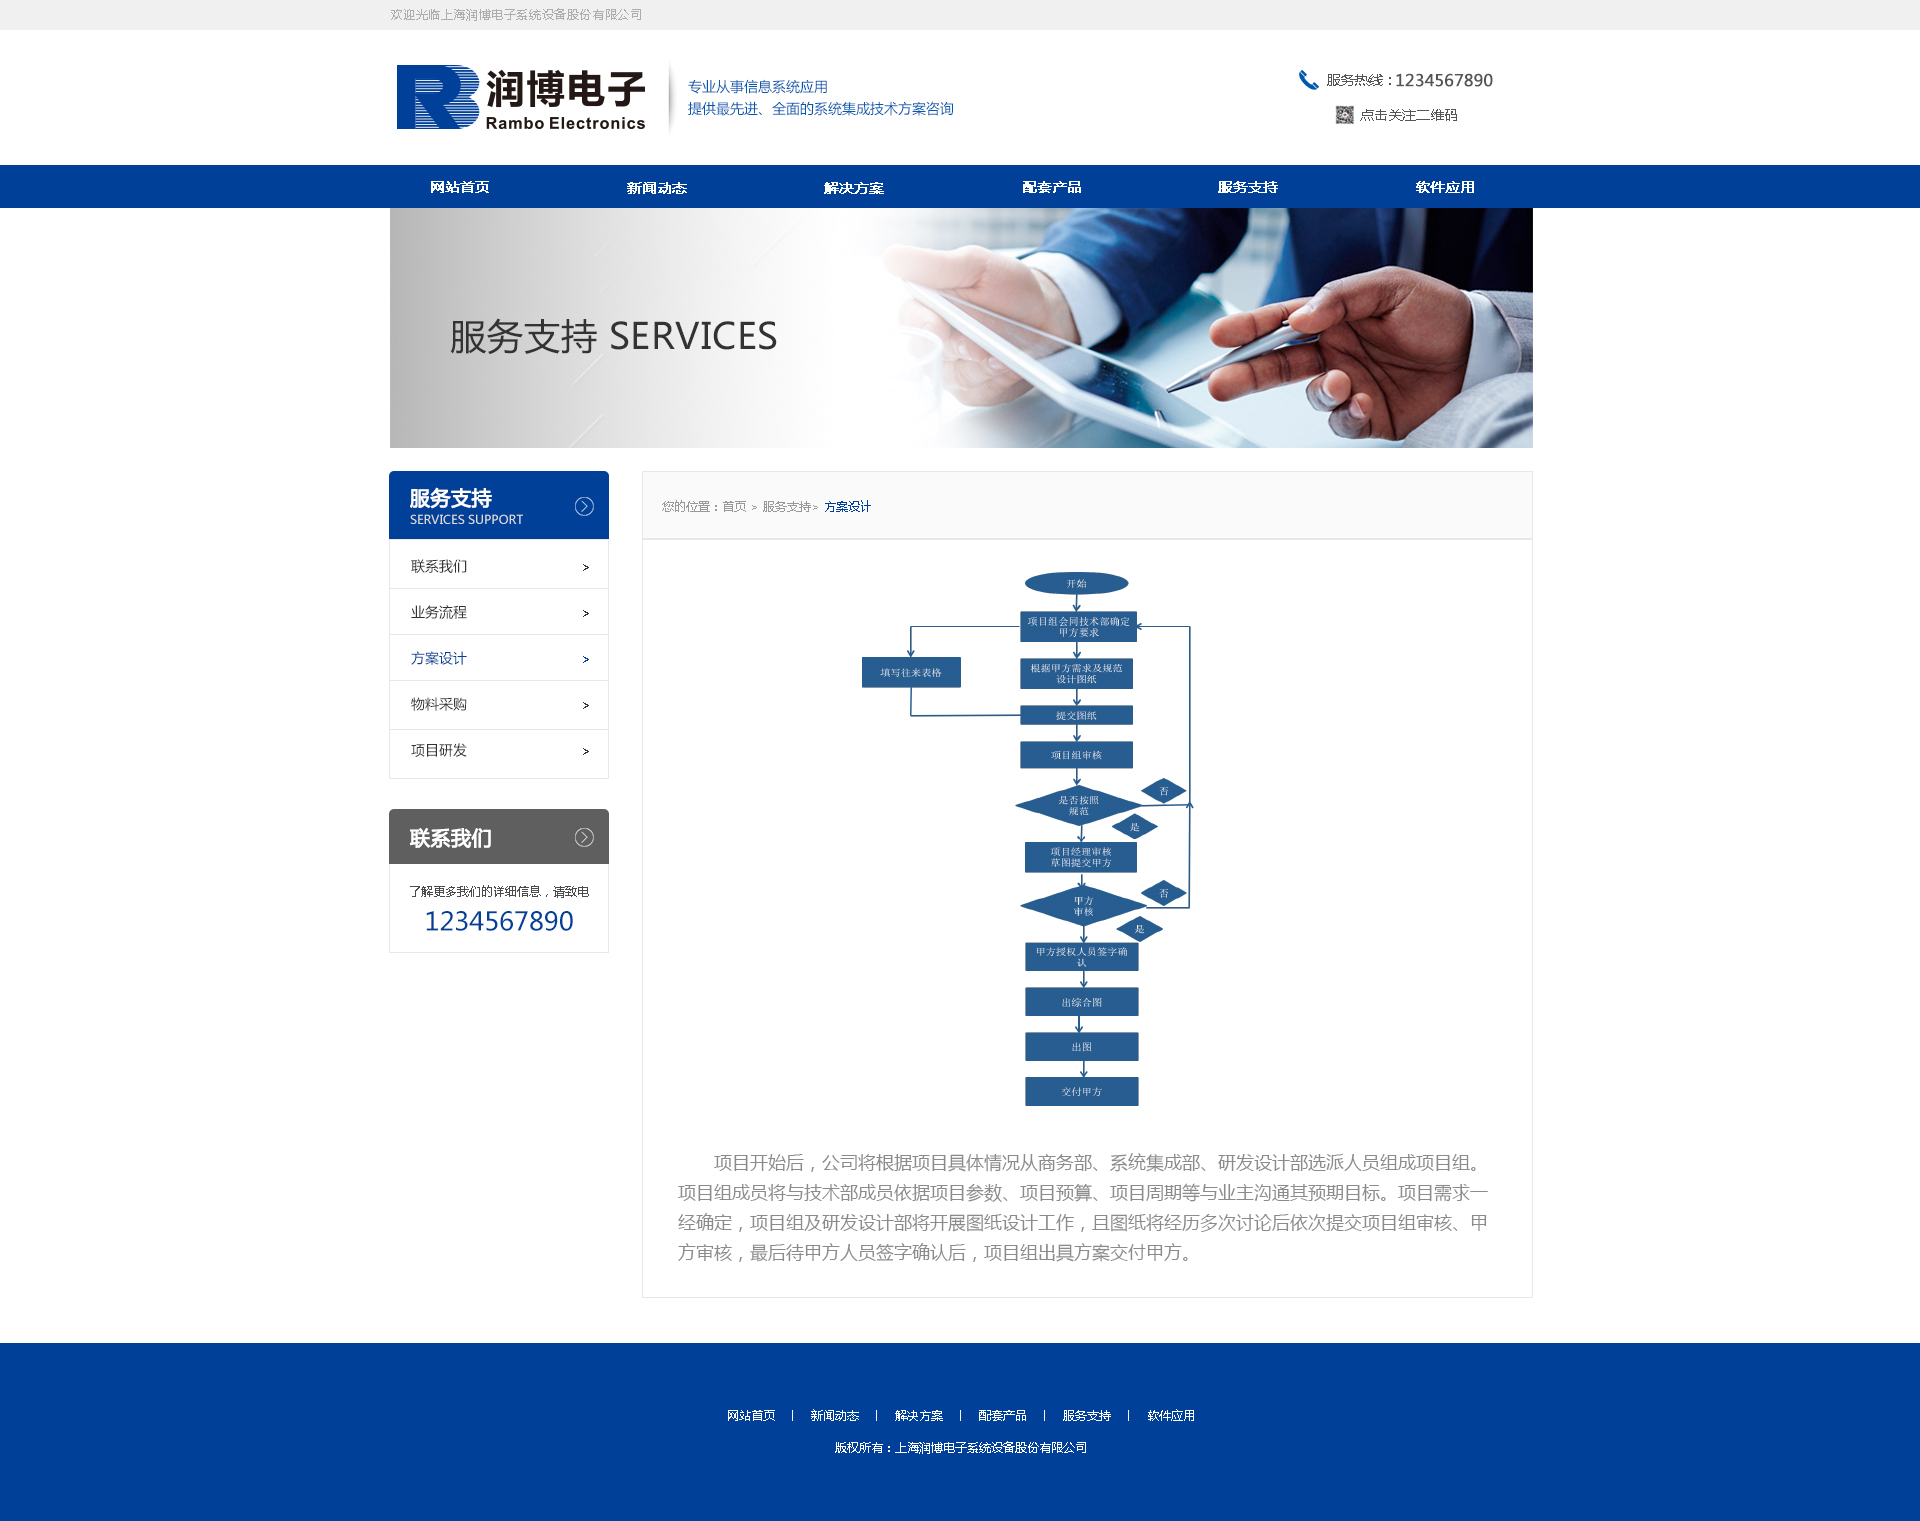 欢迎光临上海润博电子系统设备股份有限公司
润博电子
Rambo Electronics
专业从事信息系统应用
提供最先进、全面的系统集成技术方案咨询
服务热线：1234567890
点击关注二维码
网站首页 新闻动态 解决方案 配套产品 服务支持 软件应用
服务支持 SERVICES
服务支持
SERVICES SUPPORT
联系我们 >
业务流程 >
方案设计 >
物料采购 >
项目研发 >
联系我们
了解更多我们的详细信息，请致电
1234567890
您的位置：首页 > 服务支持> 方案设计
开始
项目组会同技术部确定
甲方要求
填写往来表格
根据甲方需求及规范
设计图纸
提交图纸
项目组审核
否
是否按照
规范
是
项目经理审核
草图提交甲方
否
甲方
审核
是
甲方授权人员签字确
认
出综合图
出图
交付甲方
项目开始后，公司将根据项目具体情况从商务部、系统集成部、研发设计部选派人员组成项目组。
项目组成员将与技术部成员依据项目参数、项目预算、项目周期等与业主沟通其预期目标。项目需求一
经确定，项目组及研发设计部将开展图纸设计工作，且图纸将经历多次讨论后依次提交项目组审核、甲
方审核，最后待甲方人员签字确认后，项目组出具方案交付甲方。
网站首页 | 新闻动态 | 解决方案 | 配套产品 | 服务支持 | 软件应用
版权所有：上海润博电子系统设备股份有限公司